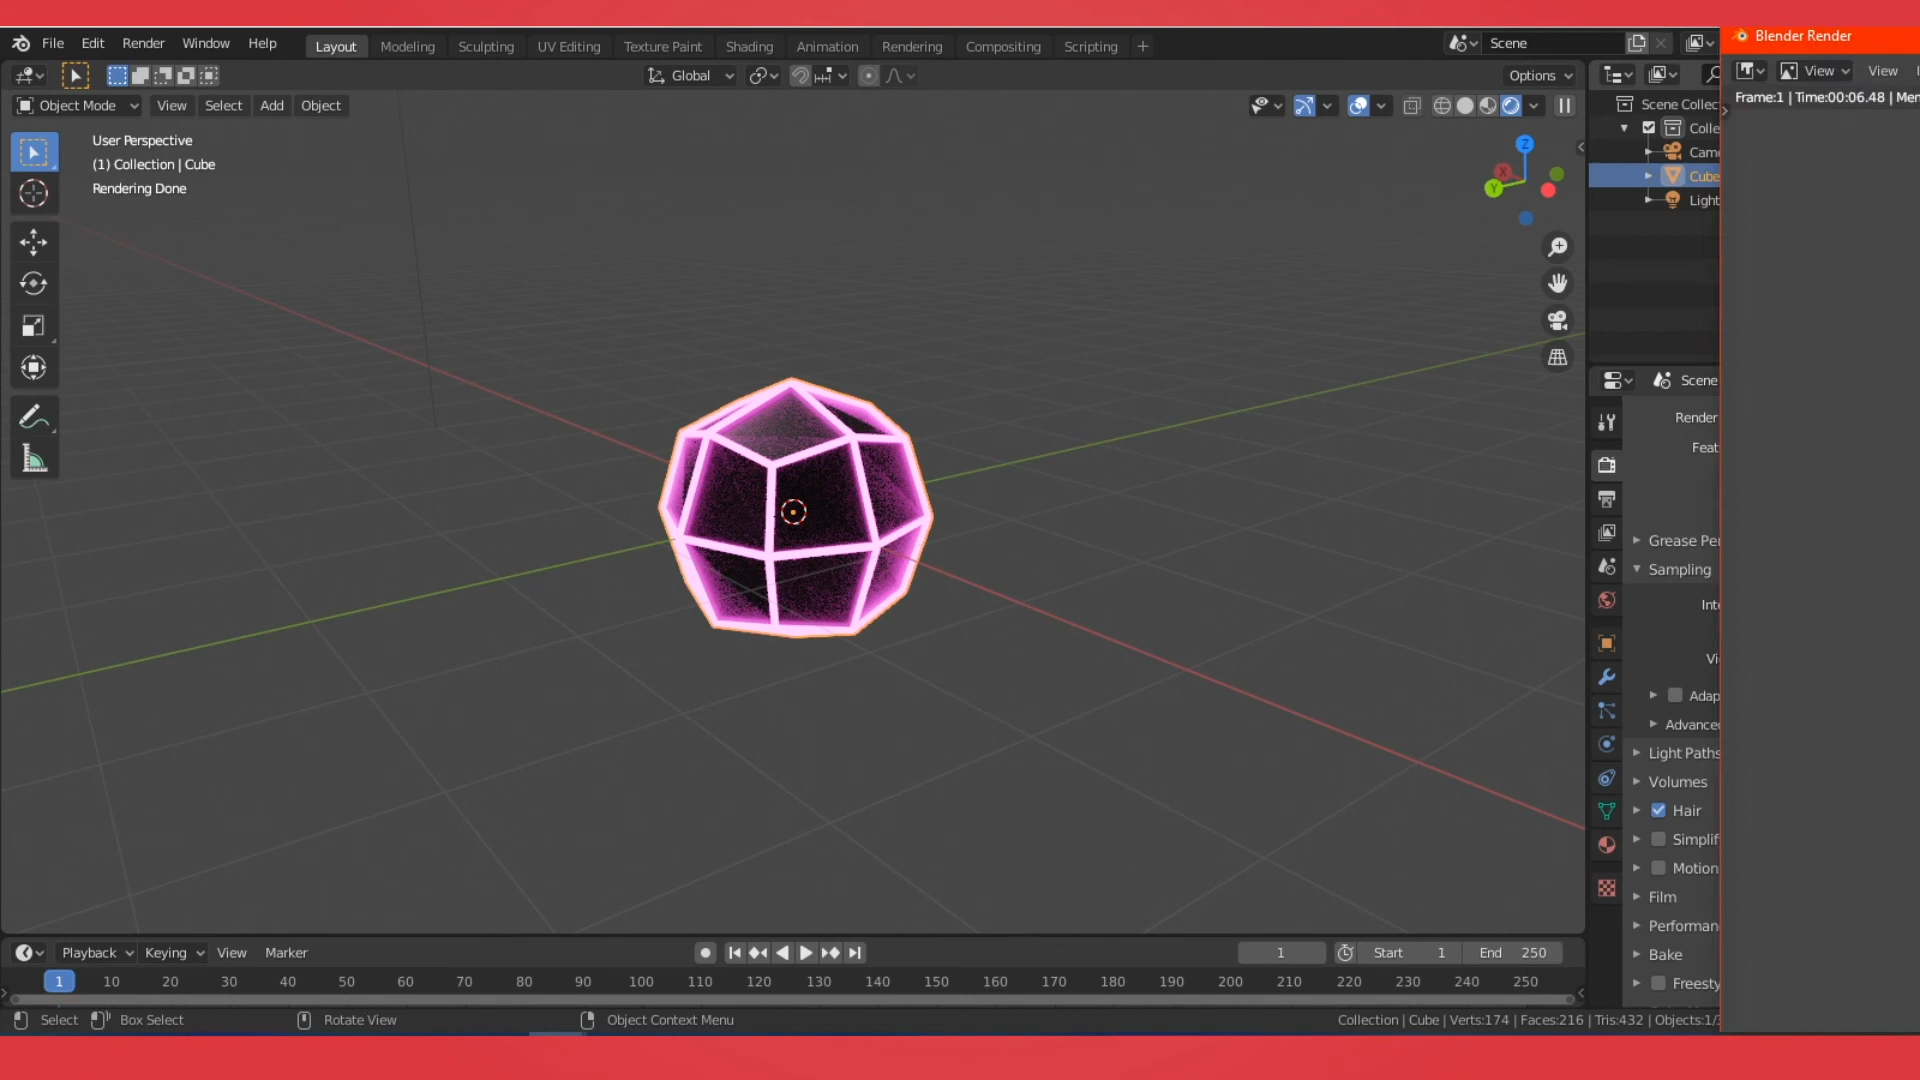 File Edit Render Window Help Layout Modeling Sculpting UV Editing Texture Paint Shading Animation Rendering Compositing Scripting + Scene
Blender Render
Global Options
View View
Object Mode View Select Add Object
Frame:1 | Time:00:06.48 | Mem
User Perspective
(1) Collection | Cube
Rendering Done
Z
X
Y
Scene Collec
Colle
Came
Cube
Light
Scene
Render
Feat
Grease Pe
Sampling
Inte
Vi
Adap
Advance
Light Paths
Volumes
Hair
Simplif
Motion
Film
Performan
Bake
Freesty
Playback Keying View Marker 1 Start 1 End 250
1 10 20 30 40 50 60 70 80 90 100 110 120 130 140 150 160 170 180 190 200 210 220 230 240 250
Select Box Select Rotate View Object Context Menu Collection | Cube | Verts:174 | Faces:216 | Tris:432 | Objects:1/3